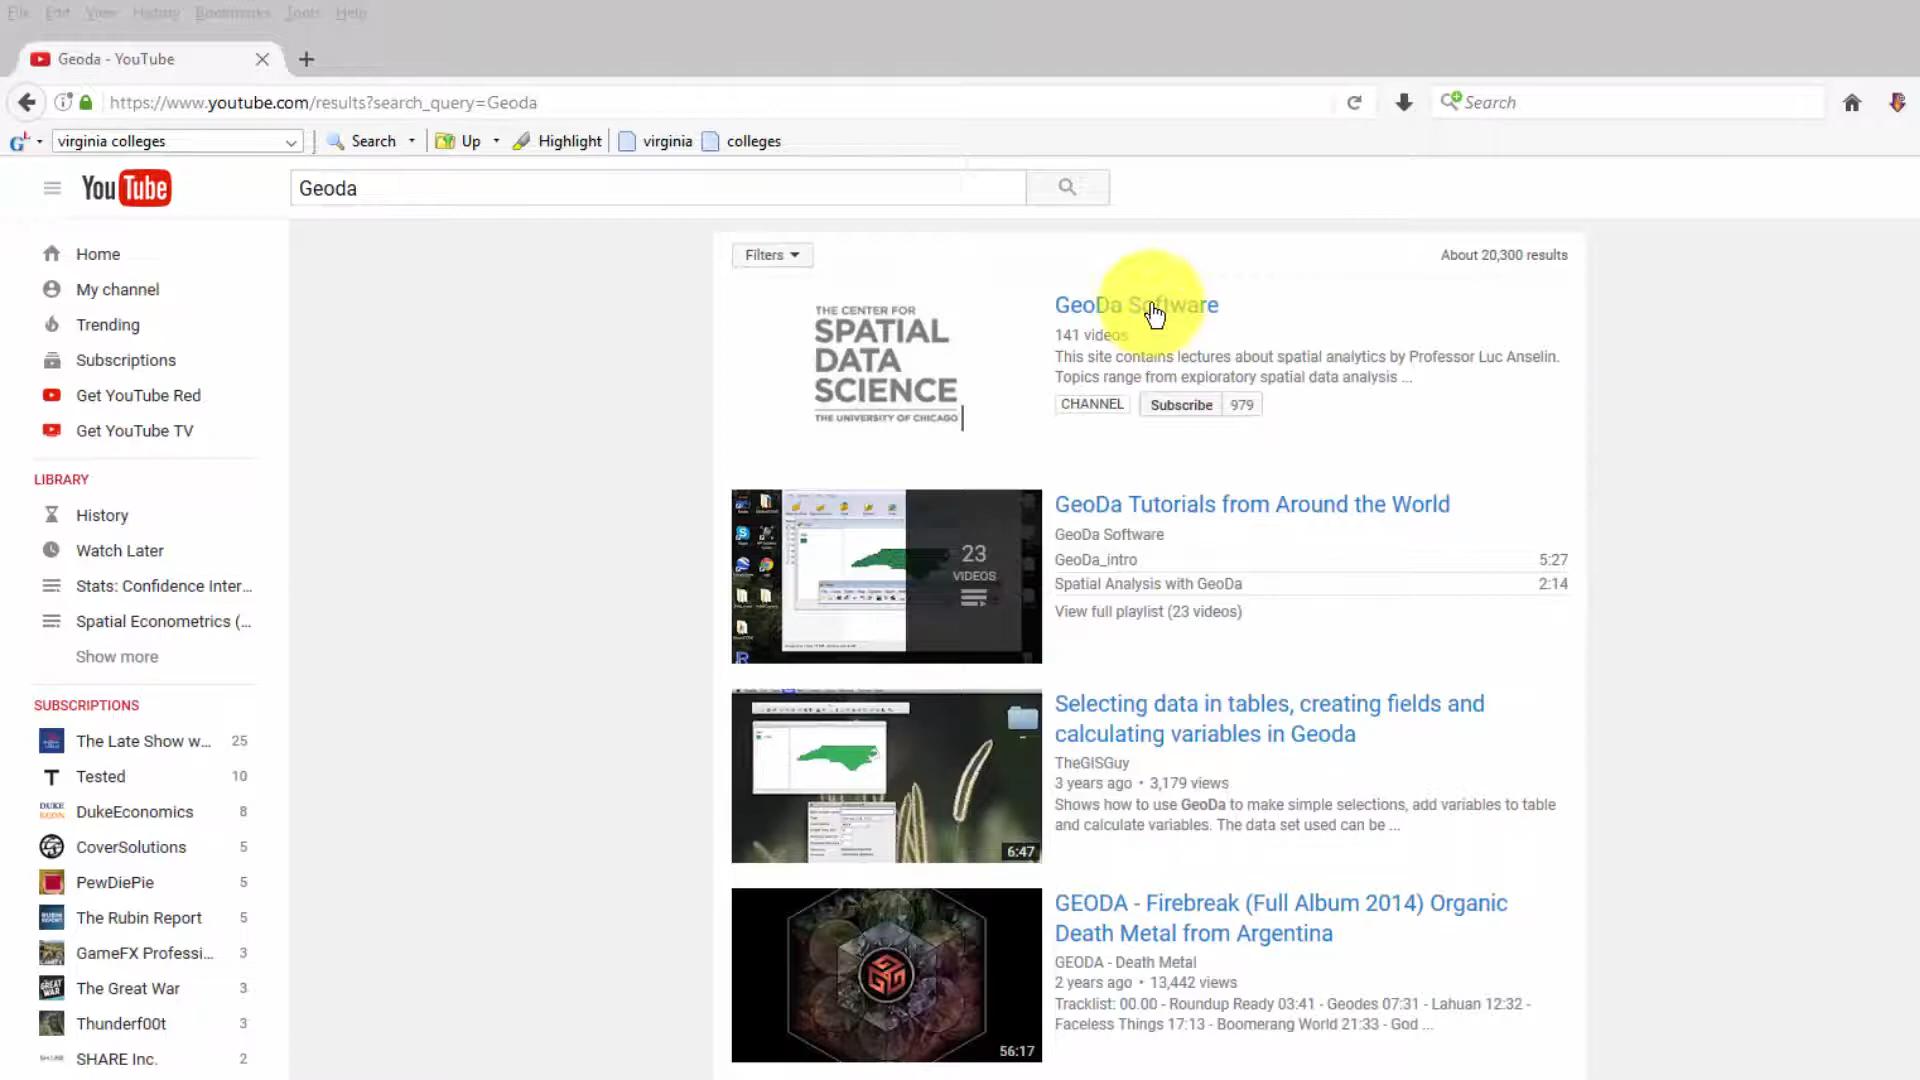 File Edit View History Bookmarks Tools Help
Geoda - YouTube
https://www.youtube.com/results?search_query=Geoda
Search
virginia colleges
Search
Up
Highlight
virginia
colleges
YouTube
Geoda
Home
My channel
Trending
Subscriptions
Get YouTube Red
Get YouTube TV
LIBRARY
History
Watch Later
Stats: Confidence Inter...
Spatial Econometrics (...
Show more
SUBSCRIPTIONS
The Late Show w... 25
Tested 10
DukeEconomics 8
CoverSolutions 5
PewDiePie 5
The Rubin Report 5
GameFX Professi... 3
The Great War 3
Thunderf00t 3
SHARE Inc. 2
Filters
About 20,300 results
THE CENTER FOR
SPATIAL
DATA
SCIENCE
THE UNIVERSITY OF CHICAGO
GeoDa Software
141 videos
This site contains lectures about spatial analytics by Professor Luc Anselin.
Topics range from exploratory spatial data analysis ...
CHANNEL Subscribe 979
23
VIDEOS
GeoDa Tutorials from Around the World
GeoDa Software
GeoDa_intro 5:27
Spatial Analysis with GeoDa 2:14
View full playlist (23 videos)
6:47
Selecting data in tables, creating fields and
calculating variables in Geoda
TheGISGuy
3 years ago • 3,179 views
Shows how to use GeoDa to make simple selections, add variables to table
and calculate variables. The data set used can be ...
56:17
GEODA - Firebreak (Full Album 2014) Organic
Death Metal from Argentina
GEODA - Death Metal
2 years ago • 13,442 views
Tracklist: 00.00 - Roundup Ready 03:41 - Geodes 07:31 - Lahuan 12:32 -
Faceless Things 17:13 - Boomerang World 21:33 - God ...